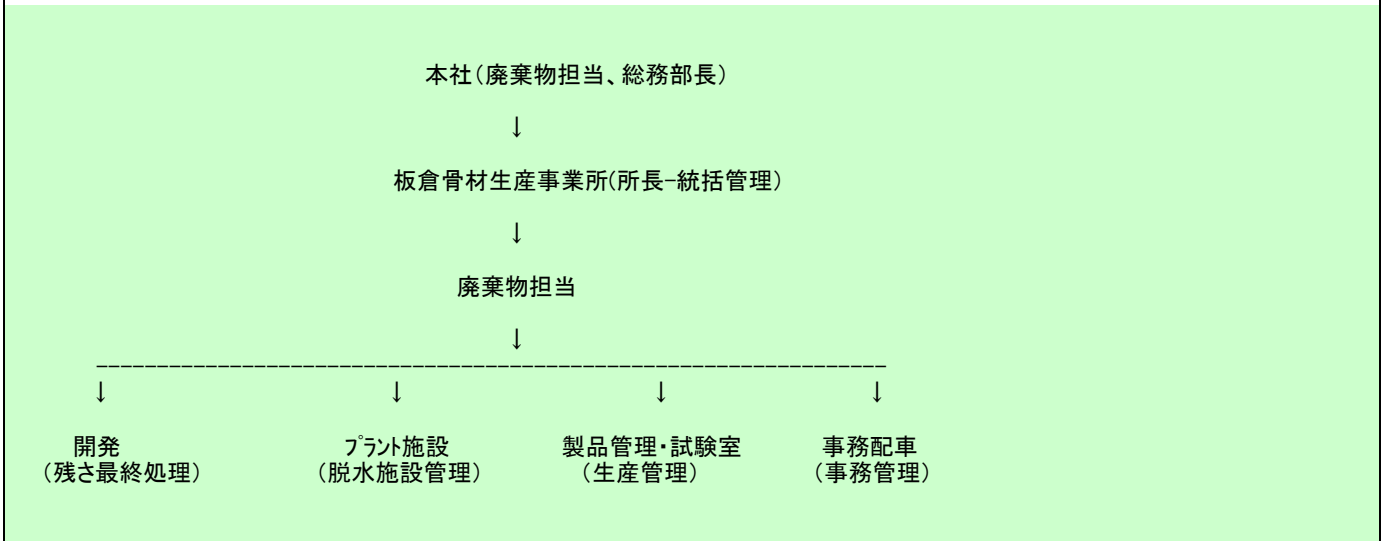 本社(廃棄物担当、総務部長)
↓
板倉骨材生産事業所(所長-統括管理)
↓
廃棄物担当
↓
-----------------------------------------------------------------
↓ ↓ ↓ ↓
開発 プラント施設 製品管理・試験室 事務配車
(残さ最終処理) (脱水施設管理) (生産管理) (事務管理)